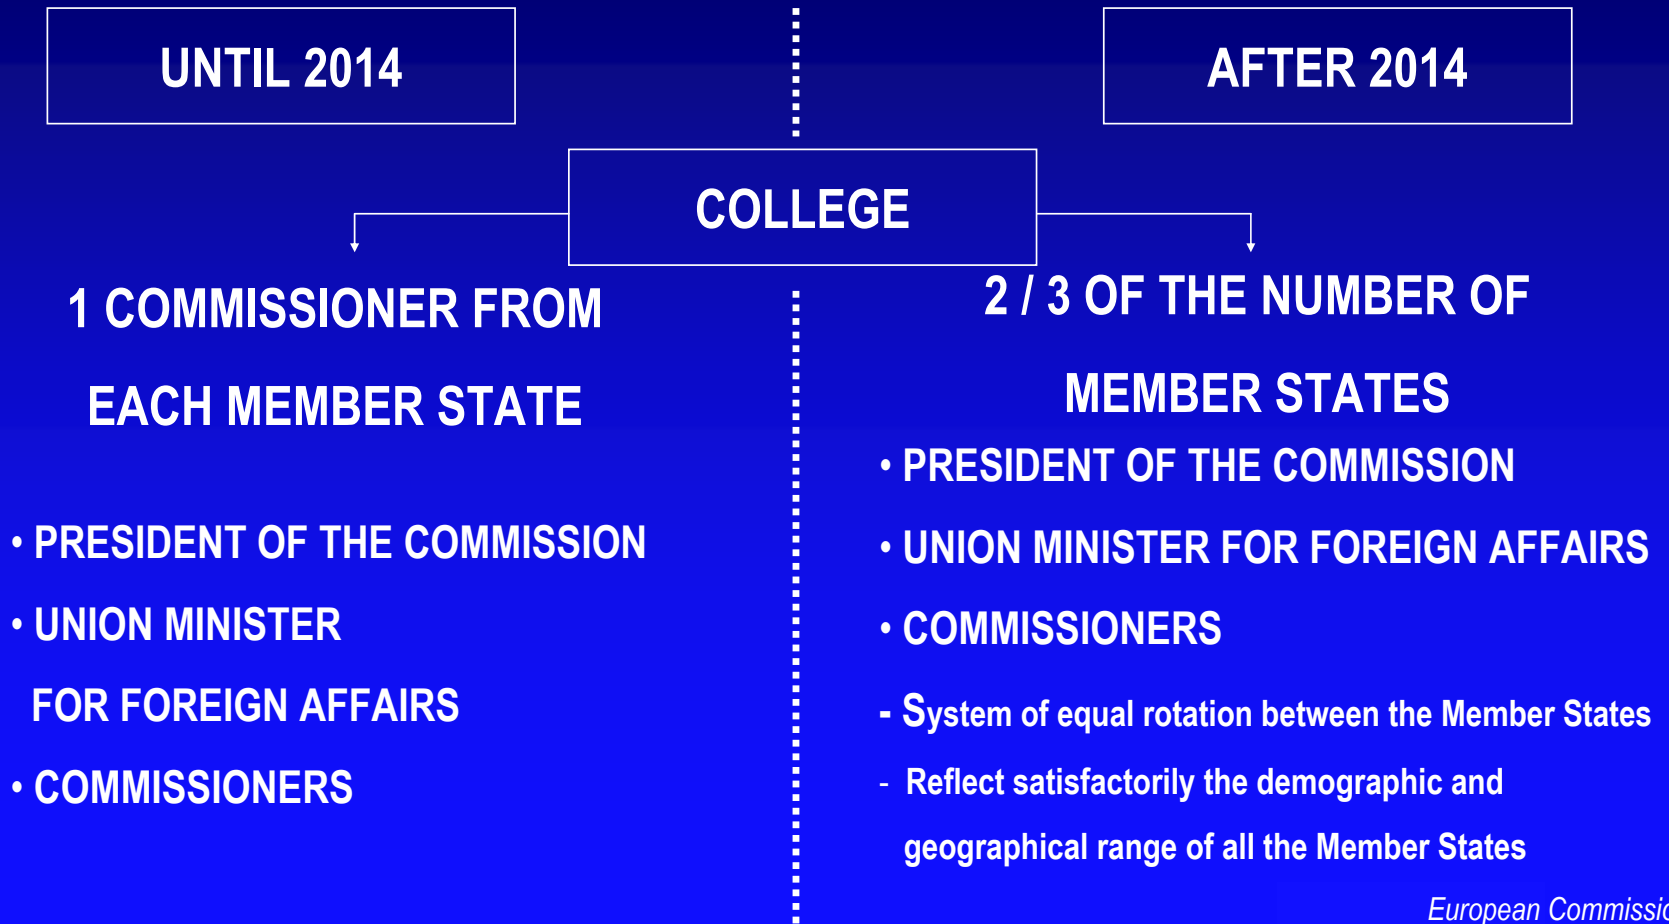 UNTIL 2014
AFTER 2014
COLLEGE
1 COMMISSIONER FROM
EACH MEMBER STATE
• PRESIDENT OF THE COMMISSION
• UNION MINISTER
FOR FOREIGN AFFAIRS
• COMMISSIONERS
2 / 3 OF THE NUMBER OF
MEMBER STATES
• PRESIDENT OF THE COMMISSION
• UNION MINISTER FOR FOREIGN AFFAIRS
• COMMISSIONERS
- System of equal rotation between the Member States
- Reflect satisfactorily the demographic and
geographical range of all the Member States
European Commissio